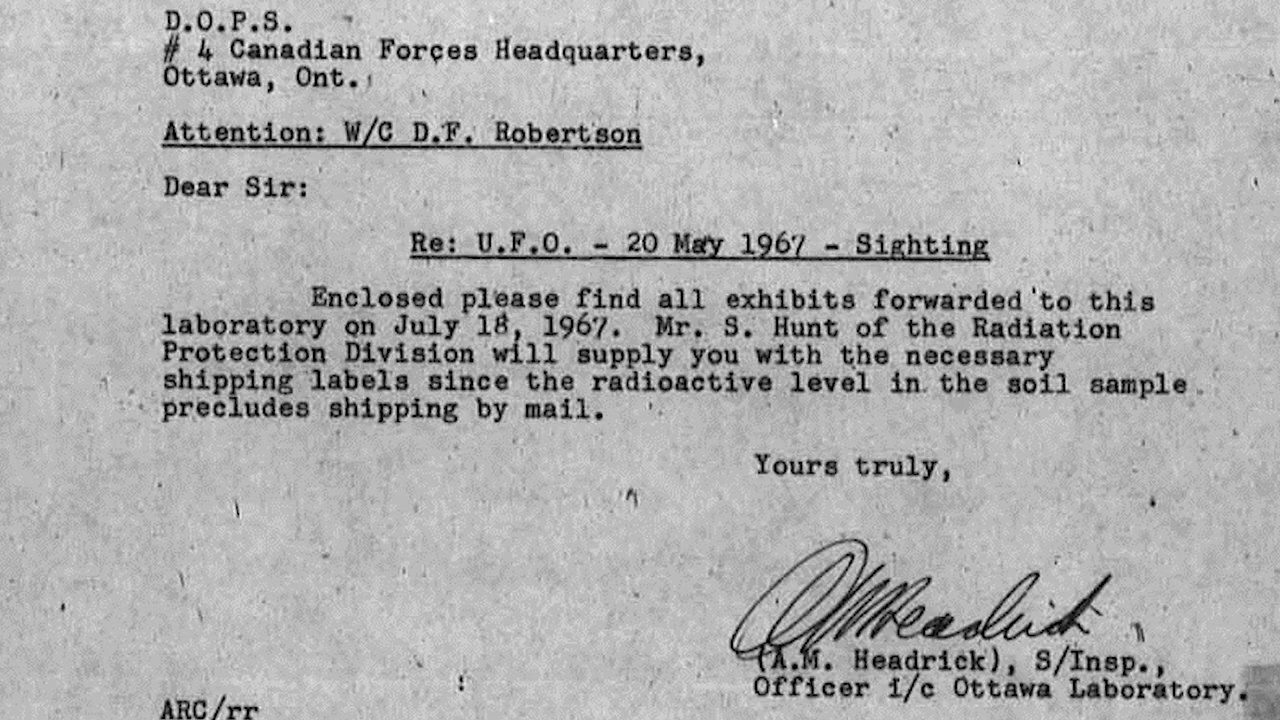 D.O.P.S.
# 4 Canadian Forces Headquarters,
Ottawa, Ont.
Attention: W/C D.F. Robertson
Dear Sir:
Re: U.F.O. - 20 May 1967 - Sighting
Enclosed please find all exhibits forwarded to this
laboratory on July 18, 1967. Mr. S. Hunt of the Radiation
Protection Division will supply you with the necessary
shipping labels since the radioactive level in the soil sample
precludes shipping by mail.
Yours truly,
AMHeadrick
(A.M. Headrick), S/Insp.,
Officer i/c Ottawa Laboratory.
ARC/rr